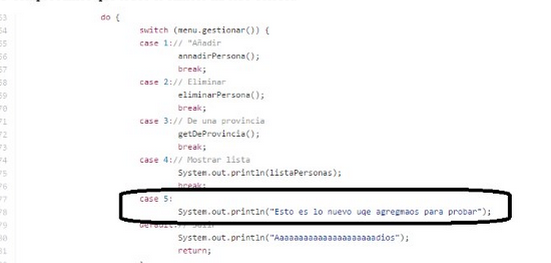 do {
switch (menu.gestionar()) {
64
case 1:// "Añadir
65
annadirPersona();
66
break;
67
case 2:// Eliminar
68
eliminarPersona();
69
break;
70
case 3:// De una provincia
71
getDeProvincia();
72
break;
73
case 4:// Mostrar lista
74
System.out.println(listaPersonas);
75
break;
76
case 5:
77
System.out.println("Esto es lo nuevo uqe agregmaos para probar");
78
default:// Salir
79
System.out.println("Aaaaaaaaaaaaaaaaaaaaadios");
80
return;
81